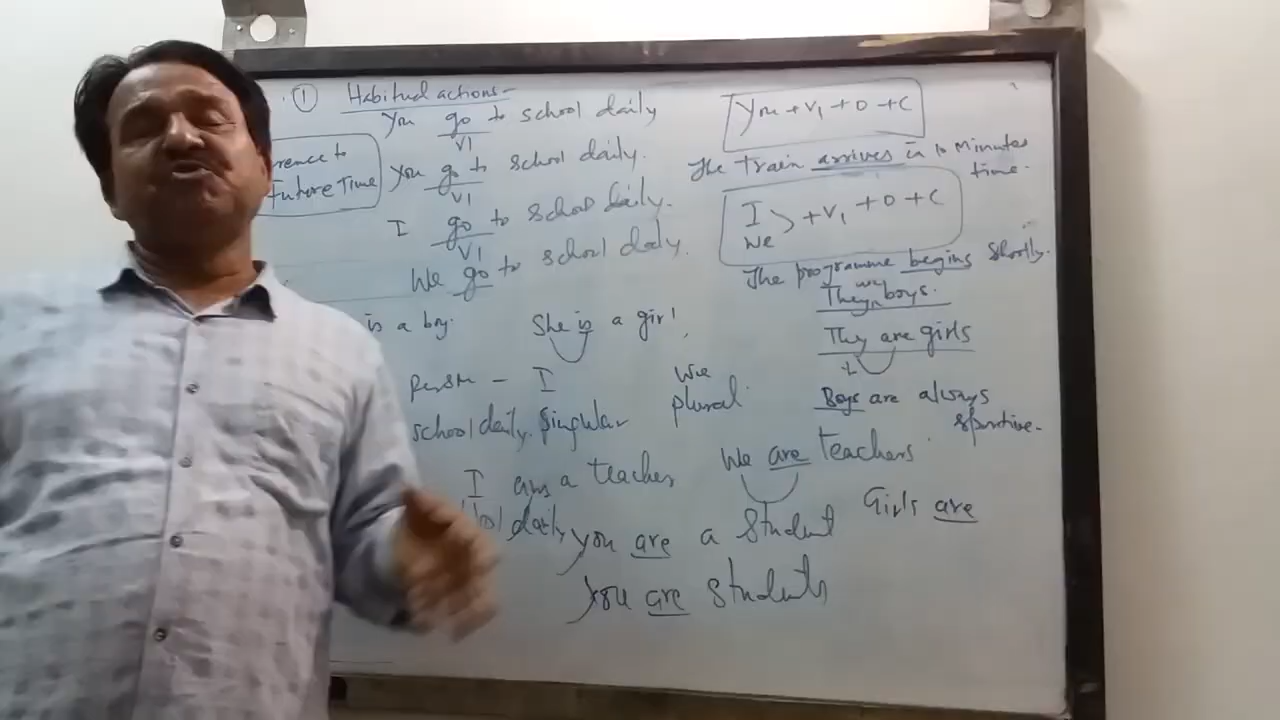 ① Habitual actions-
You go to school daily
V1
You + V1 + O + C
rence to
future Time
You go to school daily.
V1
The train arrives in 10 Minutes
time.
I go to school daily.
V1
I
We > + V1 + O + C
We go to school daily.
The programme begins Shortly.
we
They boys.
is a boy.
She is a girl
They are girls
person - I We
school daily. Singular plural
Boys are always
Sportive.
I am a teacher
We are teachers
daily
you are a Student
Girls are
You are Students